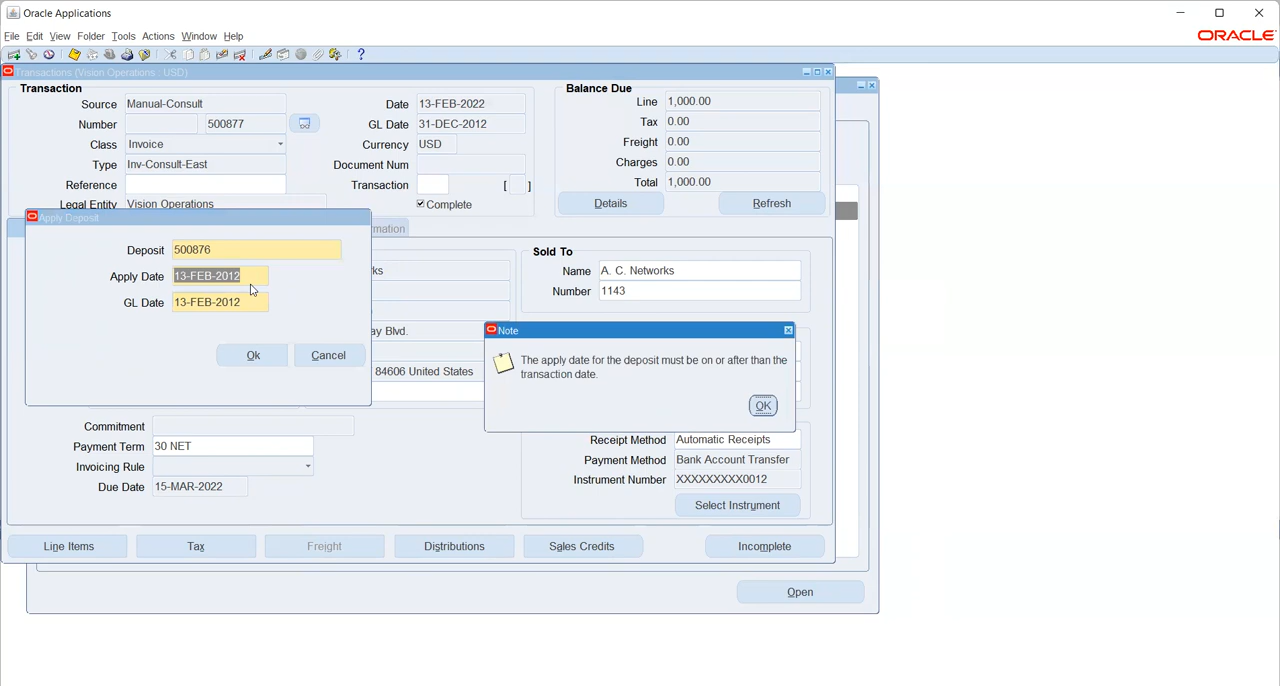 Oracle Applications
File Edit View Folder Tools Actions Window Help
ORACLE
Transactions (Vision Operations : USD)
Transaction
Source Manual-Consult
Number 500877
Class Invoice
Type Inv-Consult-East
Reference
Legal Entity Vision Operations
Date 13-FEB-2022
GL Date 31-DEC-2012
Currency USD
Document Num
Transaction [ ]
Complete
Balance Due
Line 1,000.00
Tax 0.00
Freight 0.00
Charges 0.00
Total 1,000.00
Details Refresh
Apply Deposit
Deposit 500876
Apply Date 13-FEB-2012
GL Date 13-FEB-2012
Ok Cancel
rmation
rks
ay Blvd.
84606 United States
Sold To
Name A. C. Networks
Number 1143
Note
The apply date for the deposit must be on or after than the
transaction date.
OK
Commitment
Payment Term 30 NET
Invoicing Rule
Due Date 15-MAR-2022
Receipt Method Automatic Receipts
Payment Method Bank Account Transfer
Instrument Number XXXXXXXXX0012
Select Instrument
Line Items Tax Freight Distributions Sales Credits Incomplete
Open